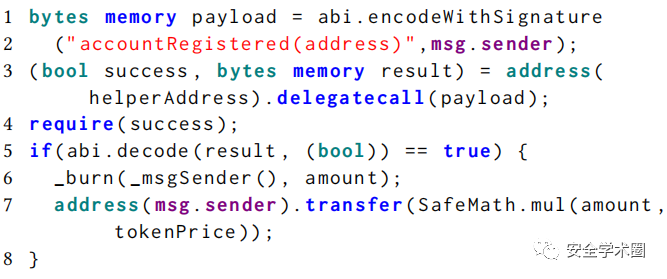 1 bytes memory payload = abi.encodeWithSignature
2 ("accountRegistered(address)",msg.sender);
3 (bool success, bytes memory result) = address(
helperAddress).delegatecall(payload);
4 require(success);
5 if(abi.decode(result, (bool)) == true) {
6 _burn(_msgSender(), amount);
7 address(msg.sender).transfer(SafeMath.mul(amount,
tokenPrice));
8 }
安全学术圈